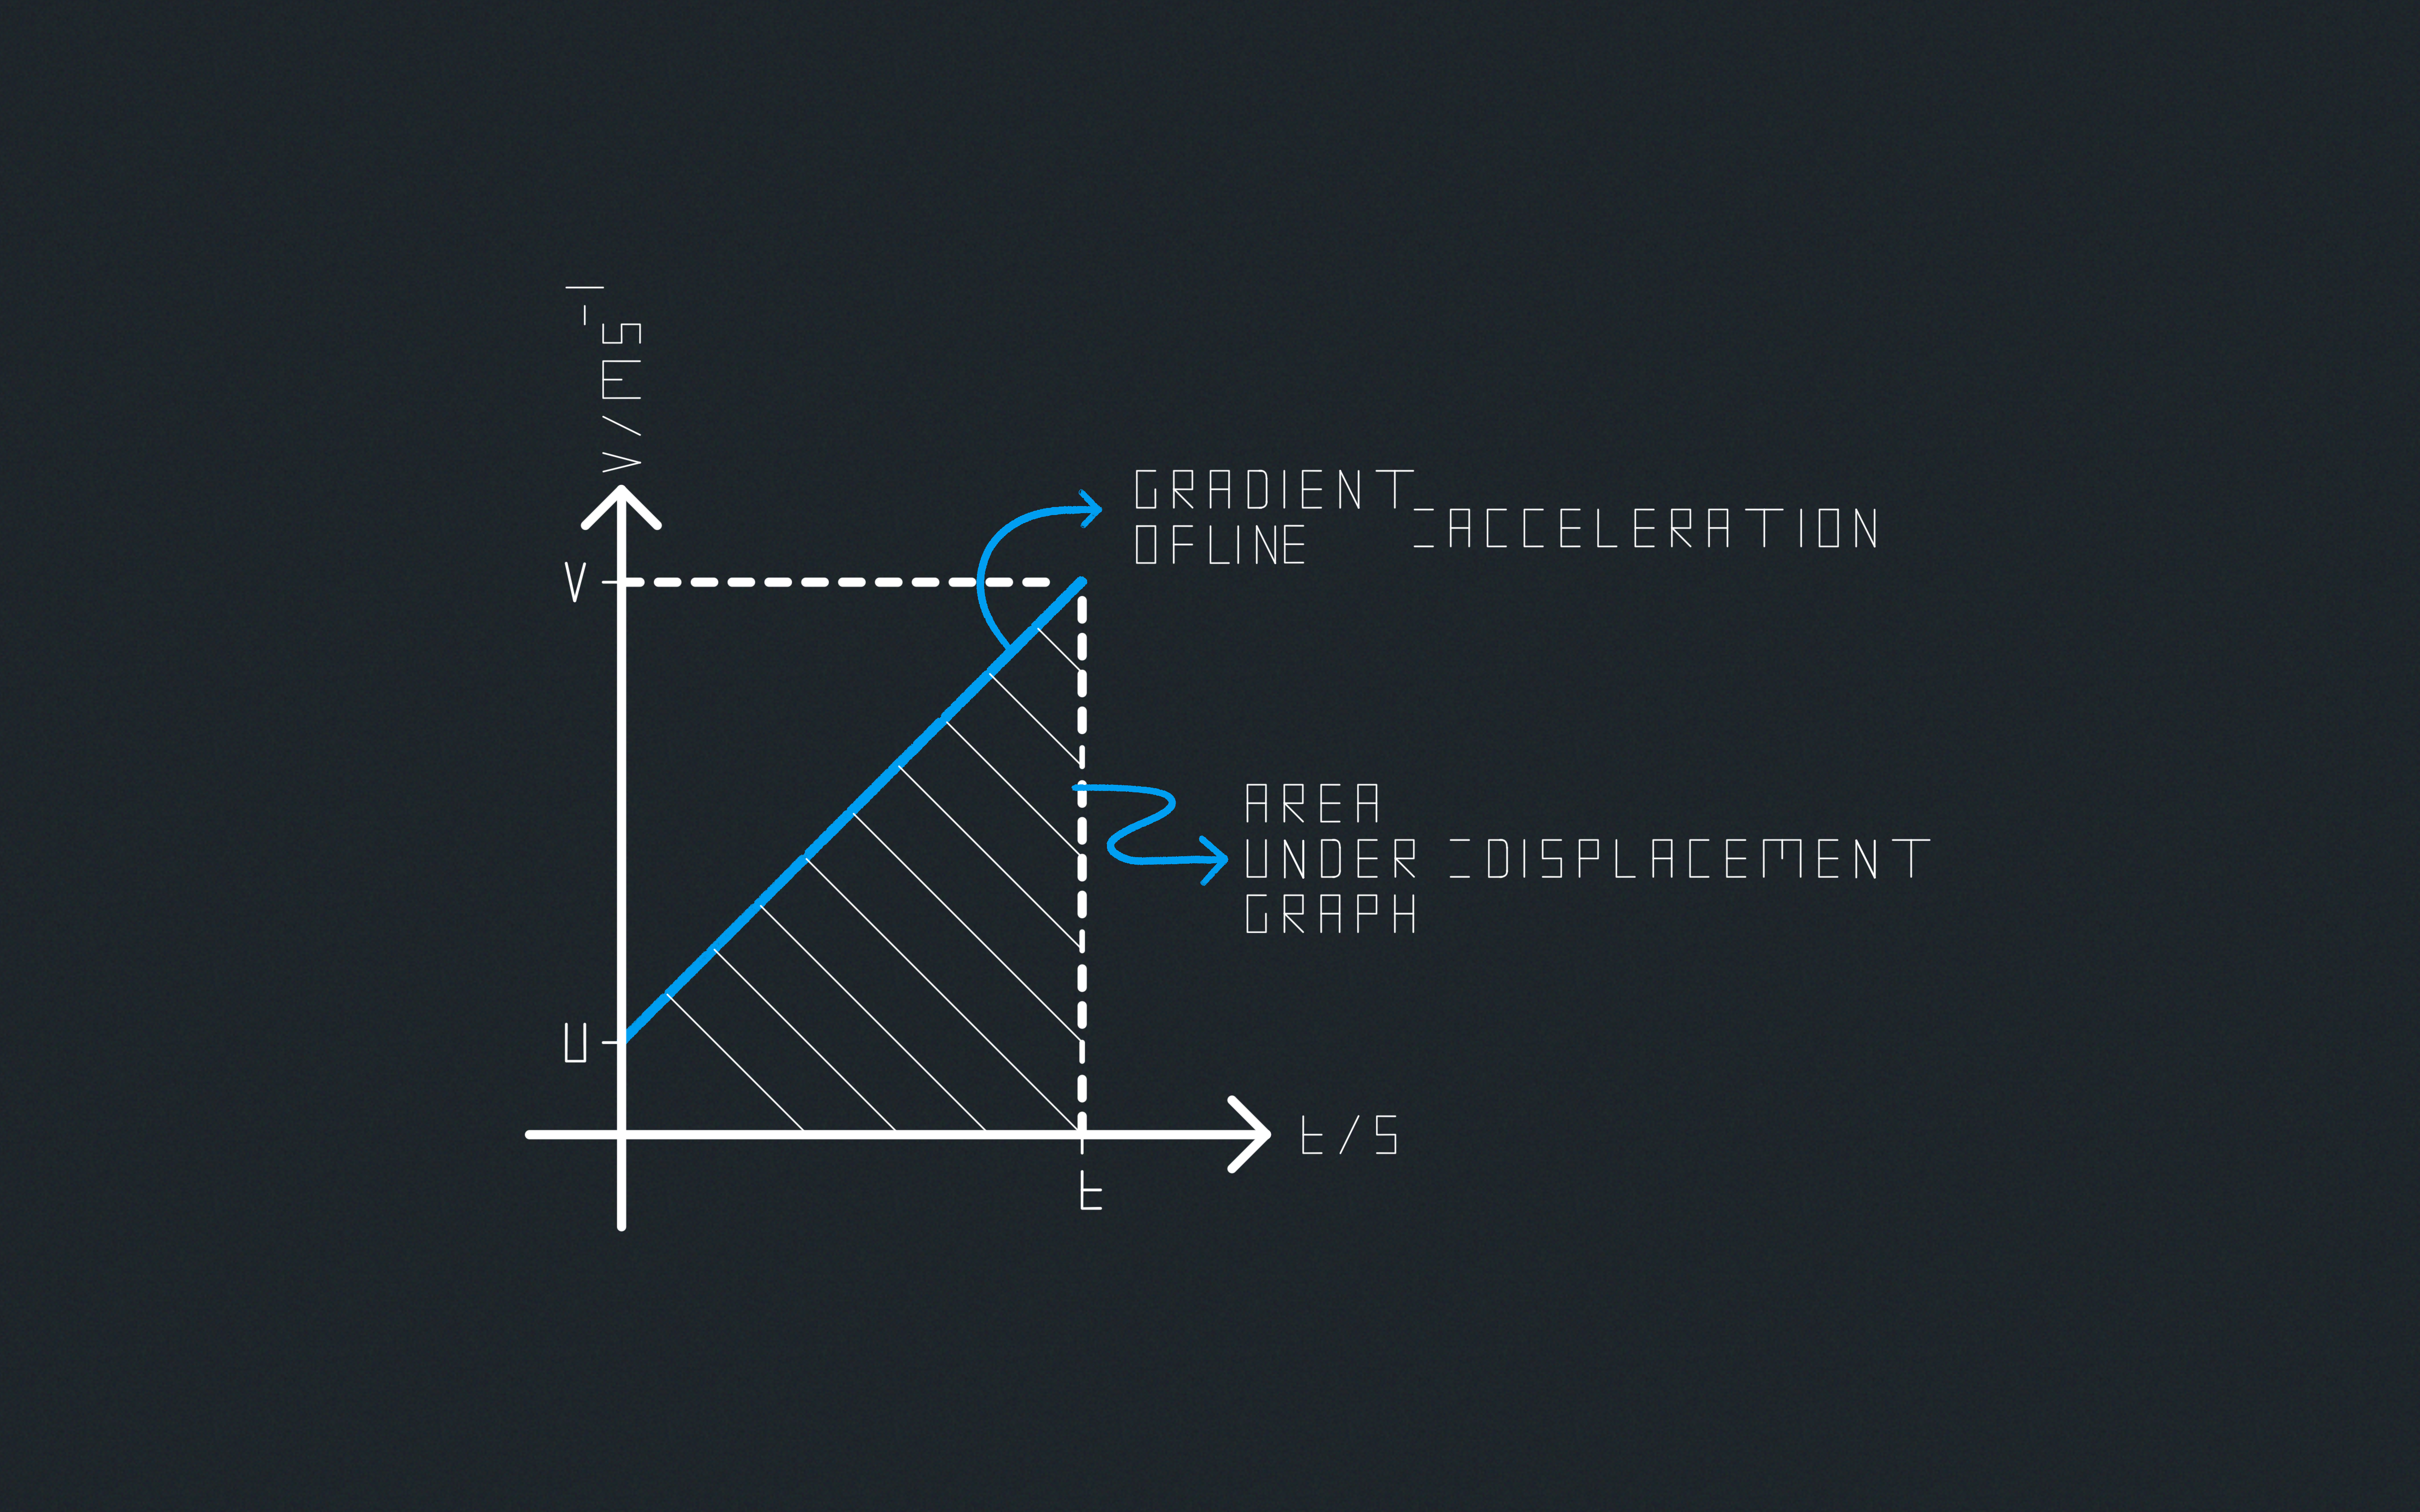 V/ms⁻¹
GRADIENT
OF LINE
=ACCELERATION
V
AREA
UNDER =DISPLACEMENT
GRAPH
U
t/s
t